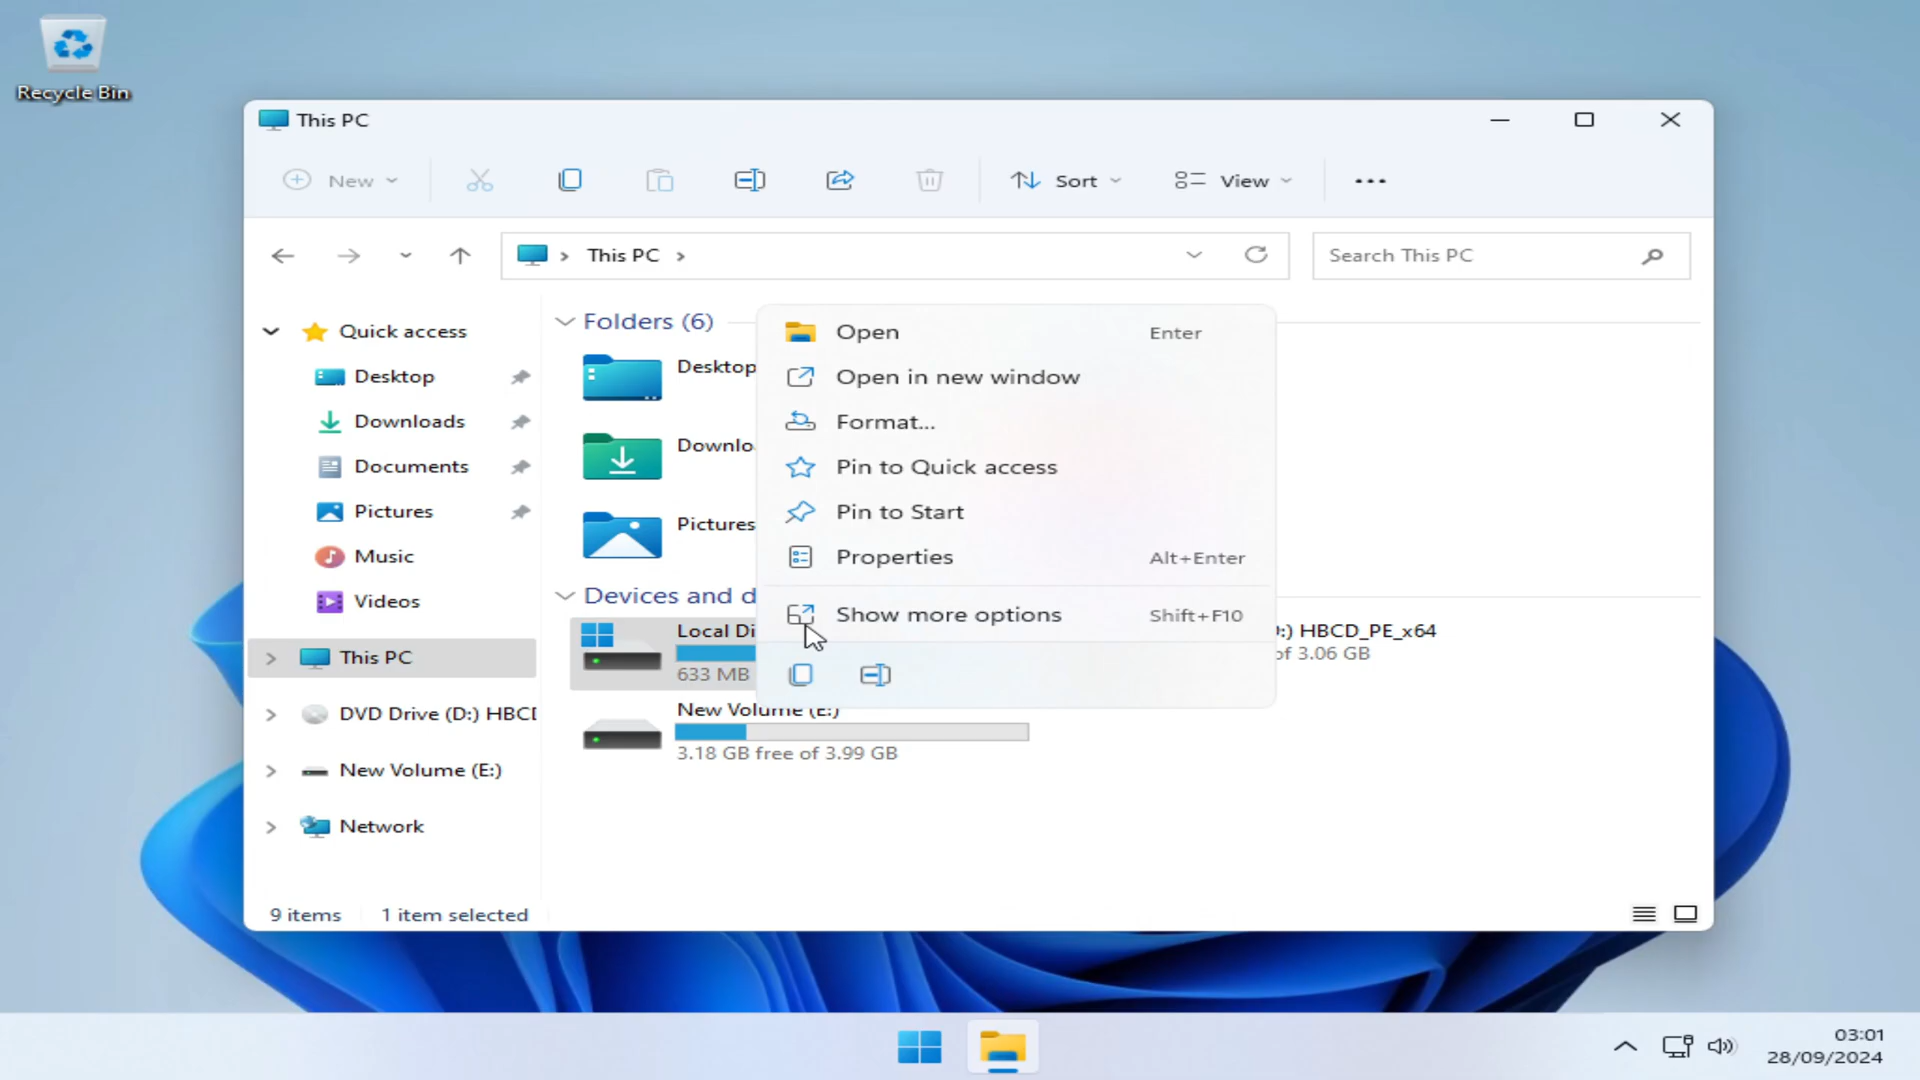 Recycle Bin
This PC
New
Sort
View
This PC
Search This PC
Quick access
Desktop
Downloads
Documents
Pictures
Music
Videos
This PC
DVD Drive (D:) HBCD
New Volume (E:)
Network
Folders (6)
Desktop
Downlo
Pictures
Devices and d
Local Di
633 MB
:) HBCD_PE_x64
of 3.06 GB
New Volume (E:)
3.18 GB free of 3.99 GB
Open Enter
Open in new window
Format...
Pin to Quick access
Pin to Start
Properties Alt+Enter
Show more options Shift+F10
9 items 1 item selected
03:01
28/09/2024